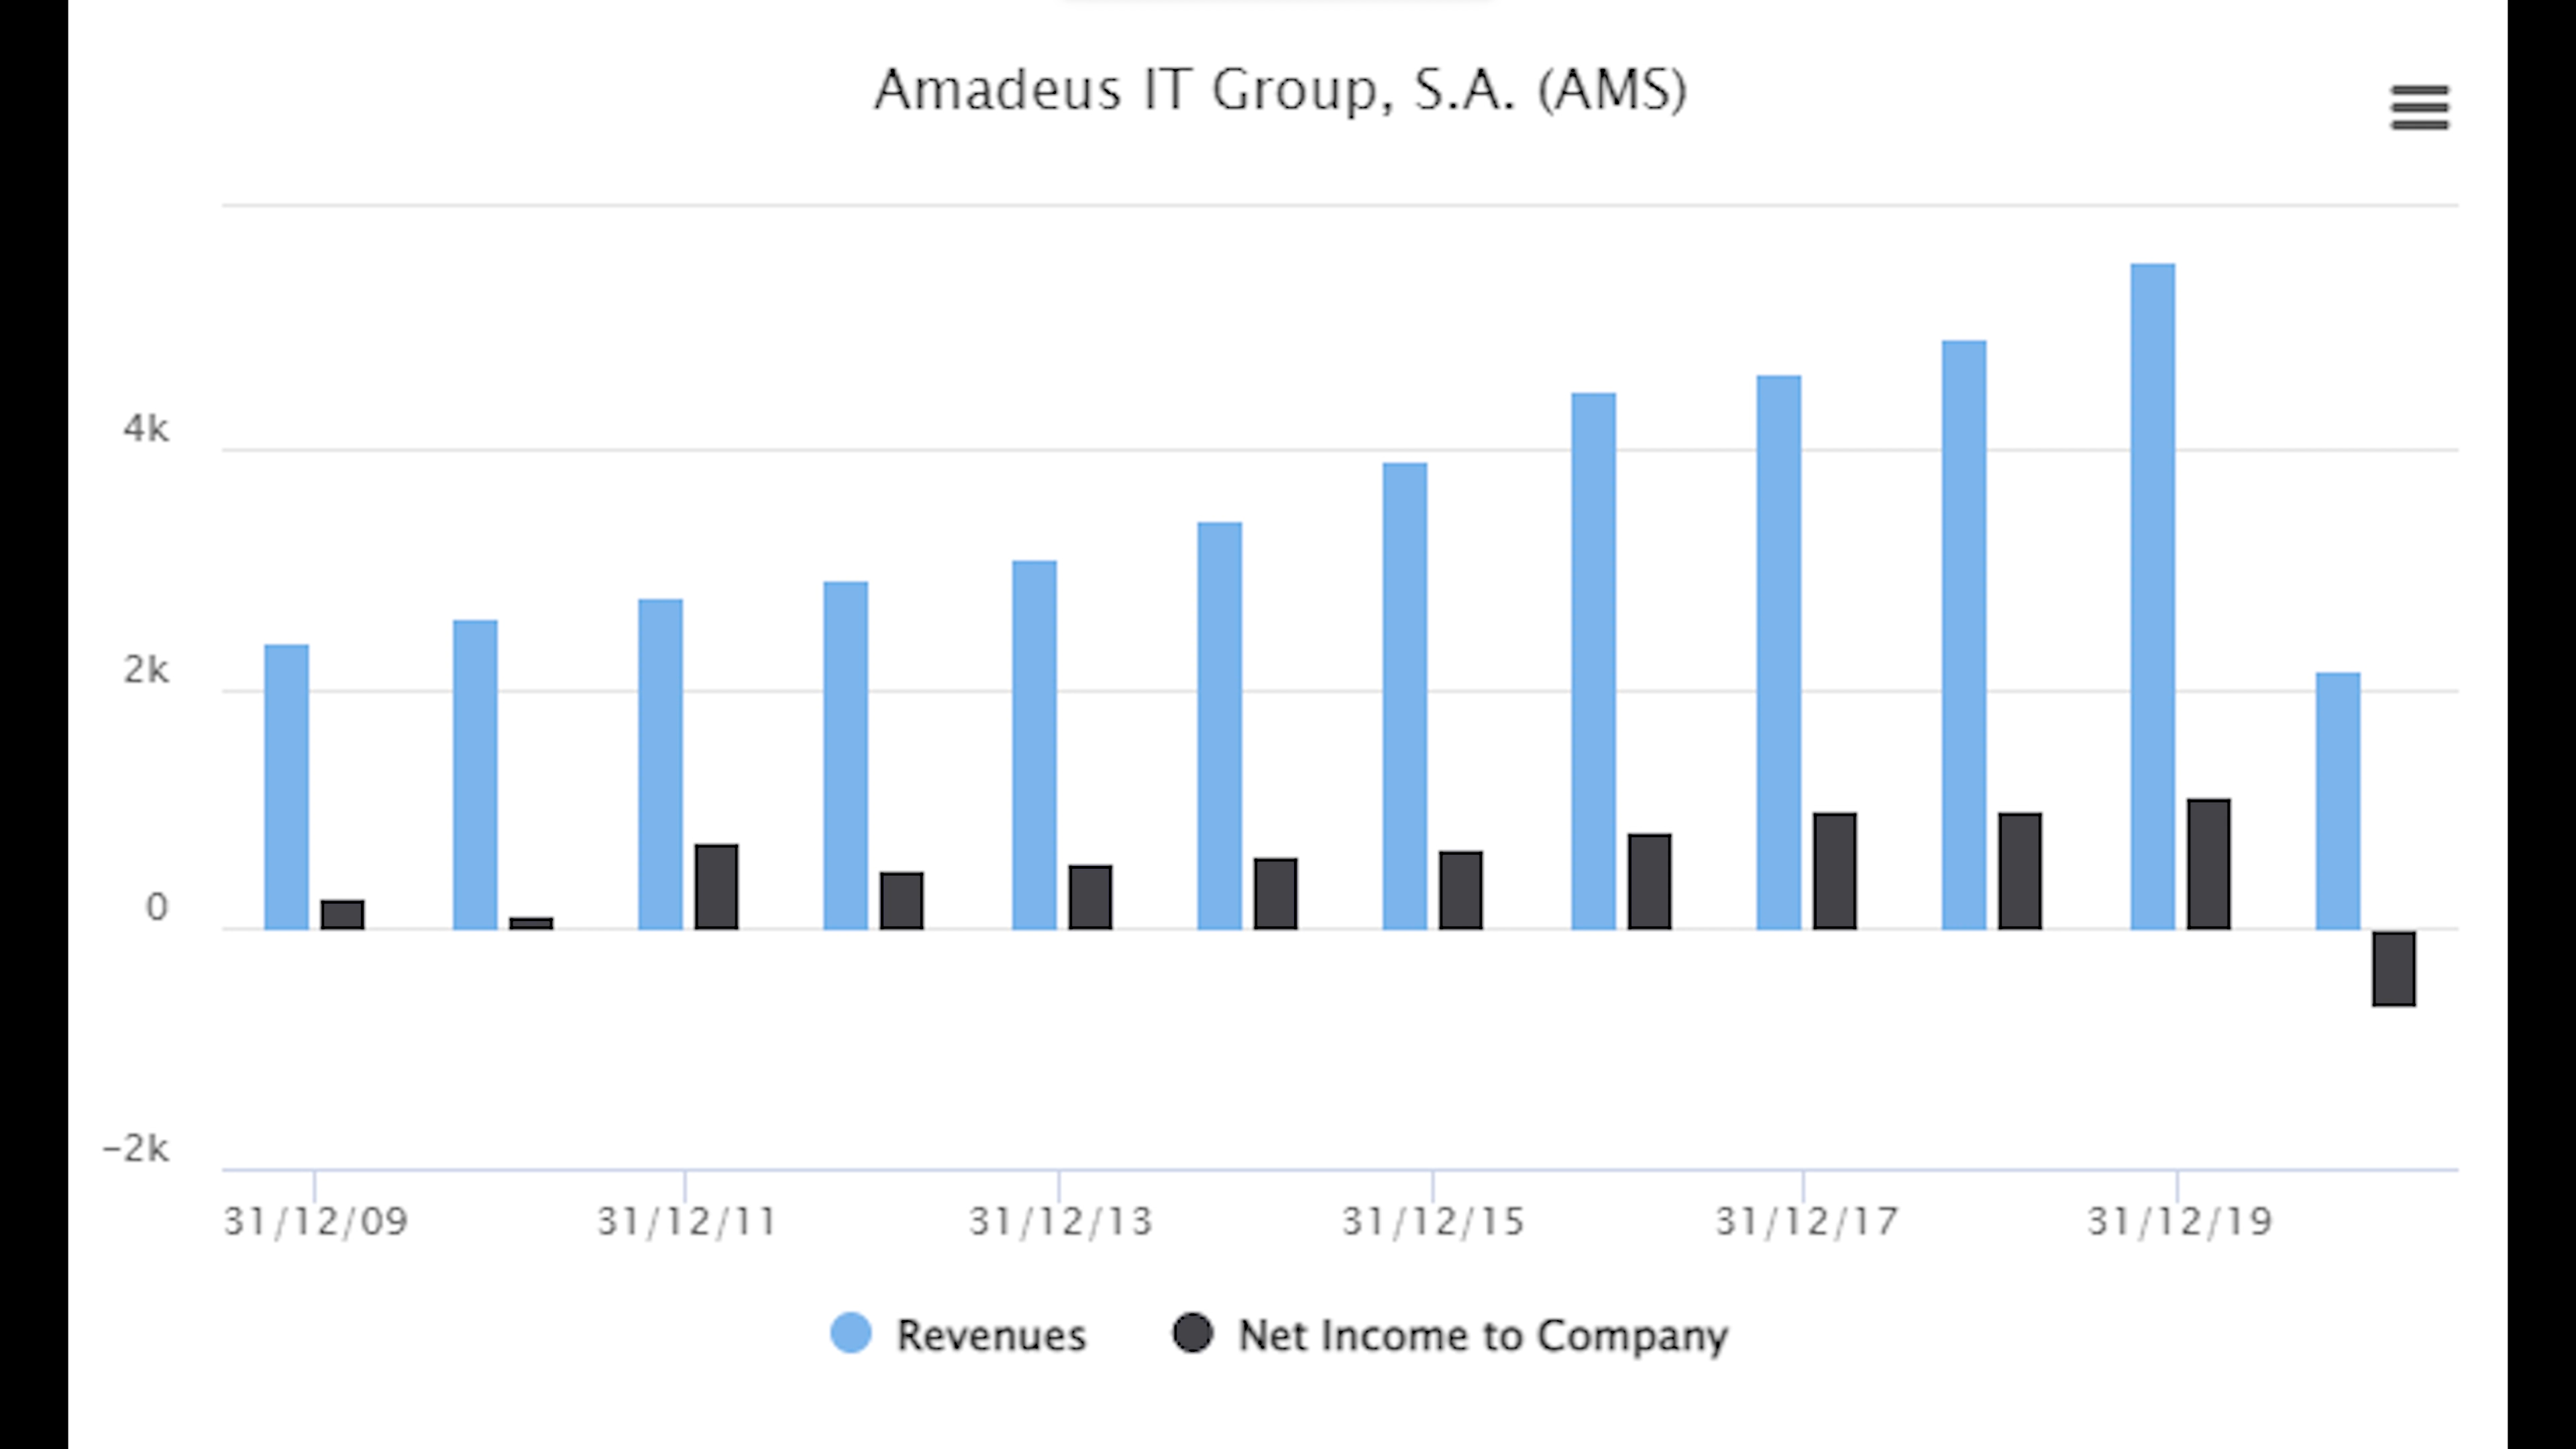 Amadeus IT Group, S.A. (AMS)
4k
2k
0
-2k
31/12/09 31/12/11 31/12/13 31/12/15 31/12/17 31/12/19
Revenues Net Income to Company